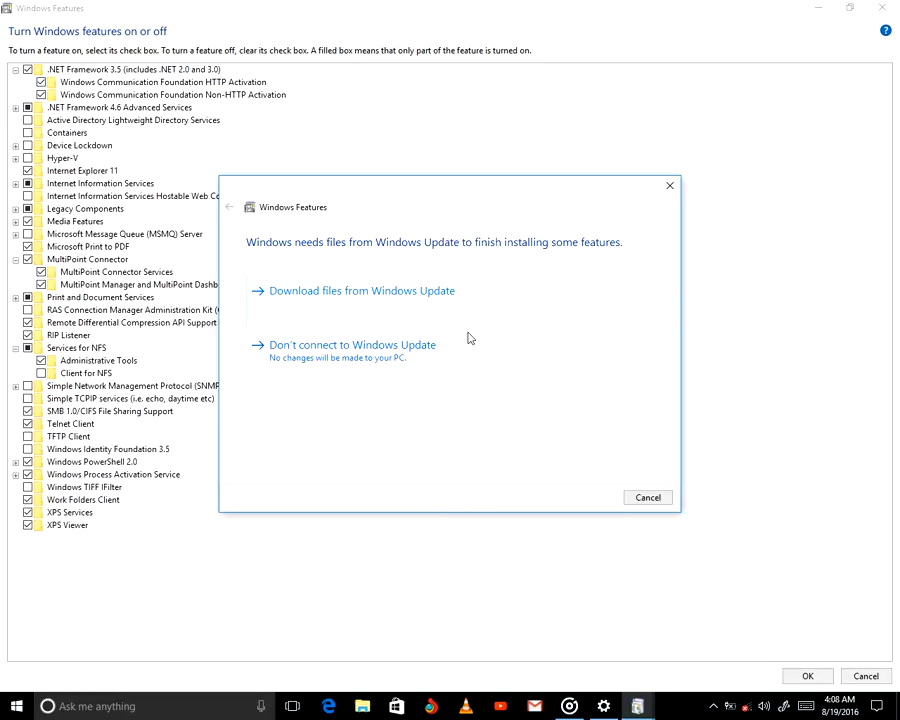 Windows Features
Turn Windows features on or off
To turn a feature on, select its check box. To turn a feature off, clear its check box. A filled box means that only part of the feature is turned on.
.NET Framework 3.5 (includes .NET 2.0 and 3.0)
Windows Communication Foundation HTTP Activation
Windows Communication Foundation Non-HTTP Activation
.NET Framework 4.6 Advanced Services
Active Directory Lightweight Directory Services
Containers
Device Lockdown
Hyper-V
Internet Explorer 11
Internet Information Services
Internet Information Services Hostable Web Co
Legacy Components
Media Features
Microsoft Message Queue (MSMQ) Server
Microsoft Print to PDF
MultiPoint Connector
MultiPoint Connector Services
MultiPoint Manager and MultiPoint Dashb
Print and Document Services
RAS Connection Manager Administration Kit (
Remote Differential Compression API Support
RIP Listener
Services for NFS
Administrative Tools
Client for NFS
Simple Network Management Protocol (SNMP
Simple TCPIP services (i.e. echo, daytime etc)
SMB 1.0/CIFS File Sharing Support
Telnet Client
TFTP Client
Windows Identity Foundation 3.5
Windows PowerShell 2.0
Windows Process Activation Service
Windows TIFF IFilter
Work Folders Client
XPS Services
XPS Viewer
Windows Features
Windows needs files from Windows Update to finish installing some features.
Download files from Windows Update
Don't connect to Windows Update
No changes will be made to your PC.
Cancel
OK
Cancel
Ask me anything
4:08 AM
8/19/2016